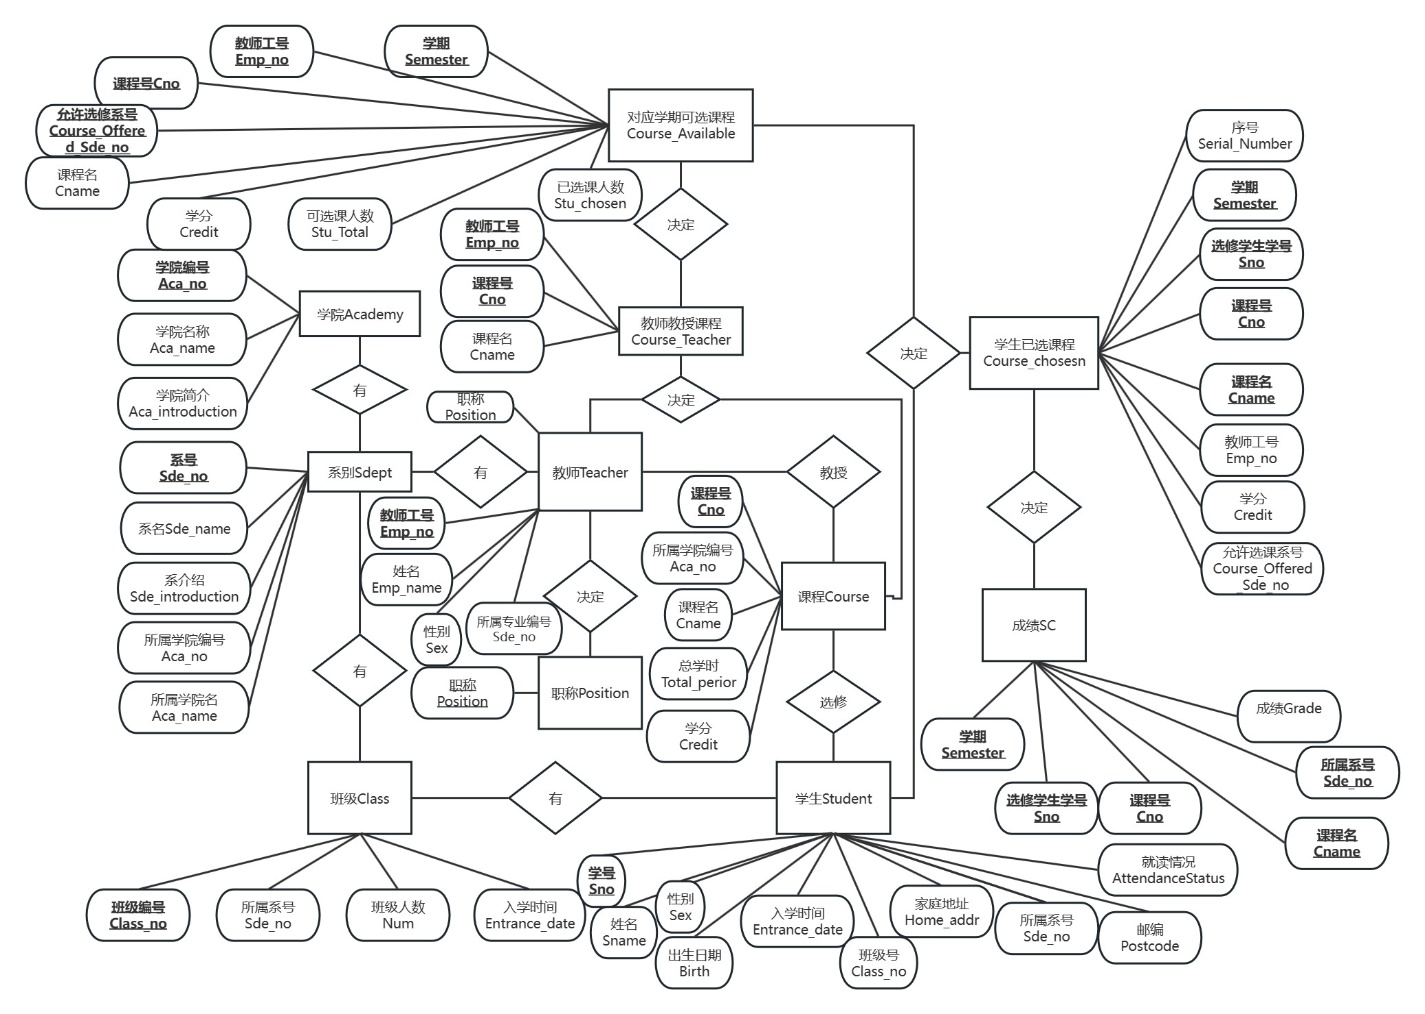 教师工号
Emp_no
学期
Semester
课程号Cno
允许选修系号
Course_Offere
d_Sde_no
课程名
Cname
学分
Credit
可选课人数
Stu_Total
已选课人数
Stu_chosen
对应学期可选课程
Course_Available
决定
教师工号
Emp_no
课程号
Cno
课程名
Cname
教师教授课程
Course_Teacher
决定
学院编号
Aca_no
学院名称
Aca_name
学院简介
Aca_introduction
学院Academy
有
系号
Sde_no
系名Sde_name
系介绍
Sde_introduction
所属学院编号
Aca_no
所属学院名
Aca_name
系别Sdept
有
职称
Position
教师Teacher
教师工号
Emp_no
姓名
Emp_name
性别
Sex
所属专业编号
Sde_no
决定
职称
Position
职称Position
教授
课程号
Cno
所属学院编号
Aca_no
课程名
Cname
总学时
Total_perior
学分
Credit
课程Course
选修
有
班级Class
有
学生Student
班级编号
Class_no
所属系号
Sde_no
班级人数
Num
入学时间
Entrance_date
学号
Sno
姓名
Sname
性别
Sex
出生日期
Birth
入学时间
Entrance_date
班级号
Class_no
家庭地址
Home_addr
所属系号
Sde_no
邮编
Postcode
就读情况
AttendanceStatus
决定
学生已选课程
Course_chosesn
序号
Serial_Number
学期
Semester
选修学生学号
Sno
课程号
Cno
课程名
Cname
教师工号
Emp_no
学分
Credit
允许选课系号
Course_Offered
_Sde_no
决定
成绩SC
学期
Semester
选修学生学号
Sno
课程号
Cno
成绩Grade
所属系号
Sde_no
课程名
Cname